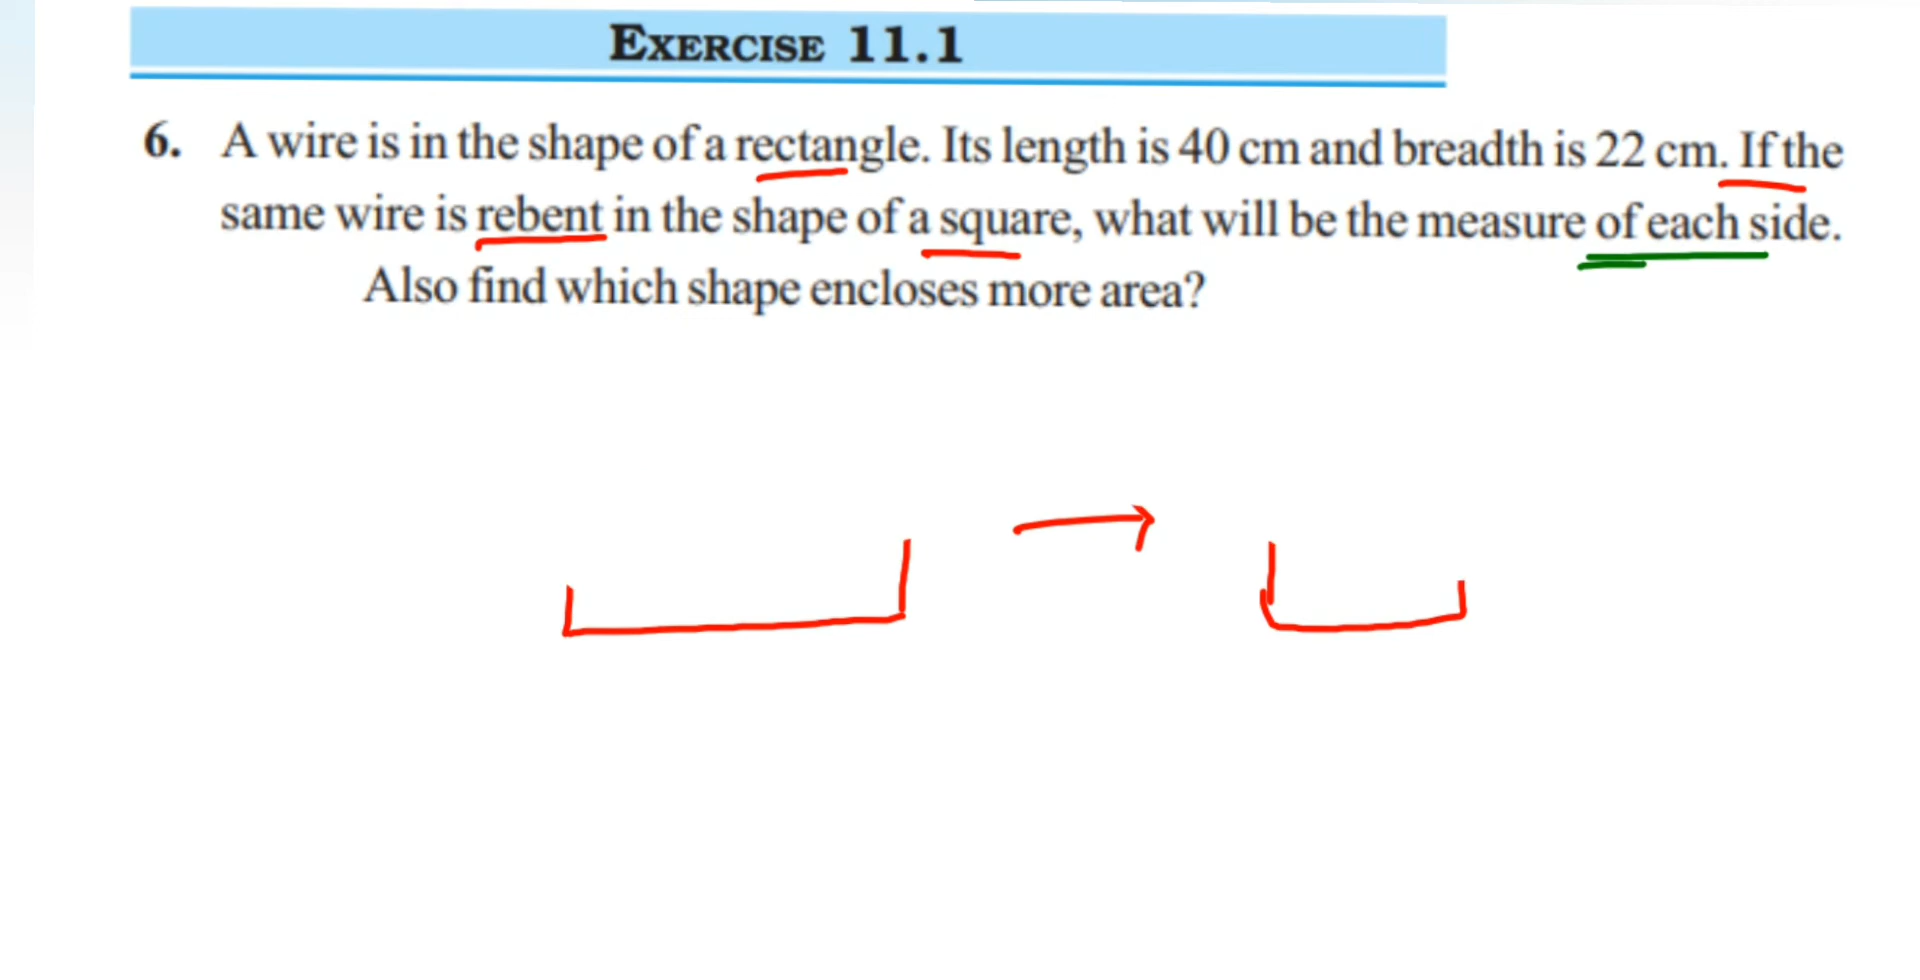 EXERCISE 11.1
6. A wire is in the shape of a rectangle. Its length is 40 cm and breadth is 22 cm. If the
same wire is rebent in the shape of a square, what will be the measure of each side.
Also find which shape encloses more area?